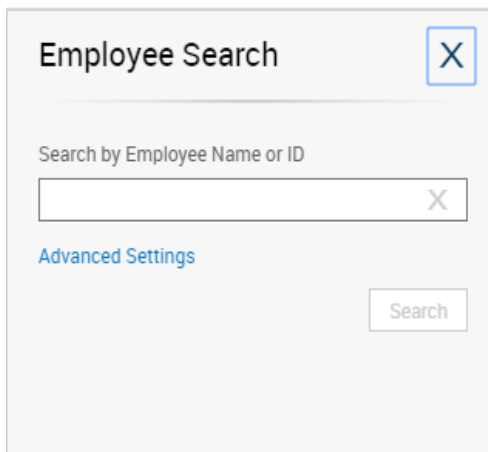 Employee Search X
Search by Employee Name or ID
X
Advanced Settings
Search